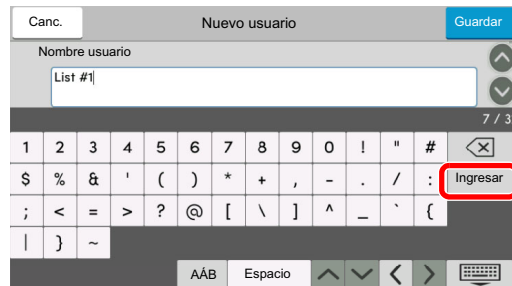 Canc. Nuevo usuario Guardar
Nombre usuario
List #1
7 / 3
1 2 3 4 5 6 7 8 9 0 ! " #
$ % & ' ( ) * + , - . / : Ingresar
; < = > ? @ [ \ ] ^ _ ` {
| } ~
AÁB Espacio